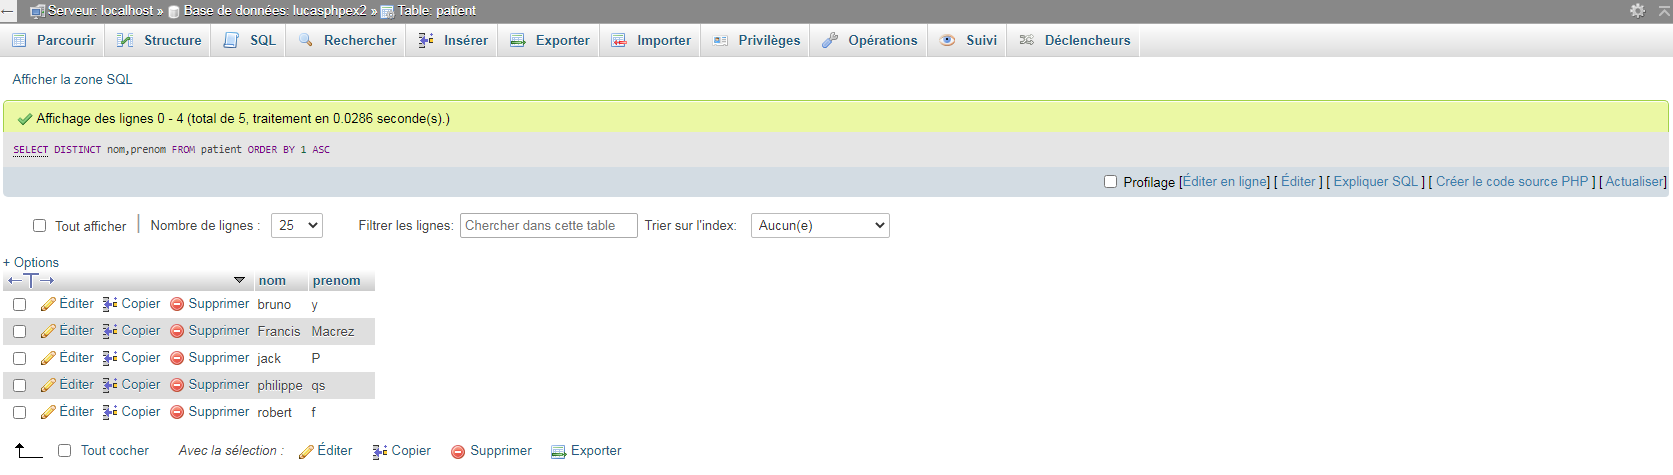 Serveur: localhost » Base de données: lucasphpex2 » Table: patient
Parcourir Structure SQL Rechercher Insérer Exporter Importer Privilèges Opérations Suivi Déclencheurs
Afficher la zone SQL
Affichage des lignes 0 - 4 (total de 5, traitement en 0.0286 seconde(s).)
SELECT DISTINCT nom,prenom FROM patient ORDER BY 1 ASC
Profilage [Éditer en ligne] [ Éditer ] [ Expliquer SQL ] [ Créer le code source PHP ] [ Actualiser]
Tout afficher | Nombre de lignes : 25 Filtrer les lignes: Chercher dans cette table Trier sur l'index: Aucun(e)
+ Options
←T→ nom prenom
Éditer Copier Supprimer bruno y
Éditer Copier Supprimer Francis Macrez
Éditer Copier Supprimer jack P
Éditer Copier Supprimer philippe qs
Éditer Copier Supprimer robert f
Tout cocher Avec la sélection : Éditer Copier Supprimer Exporter